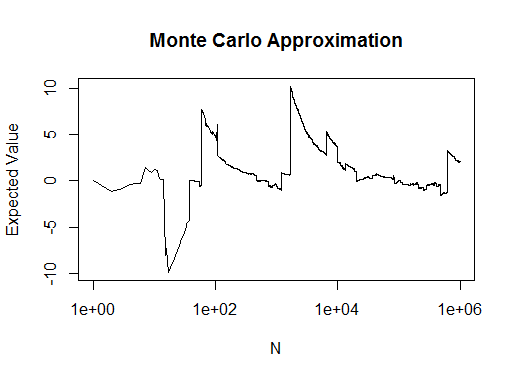 Monte Carlo Approximation
Expected Value
10
5
0
-5
-10
1e+00
1e+02
1e+04
1e+06
N